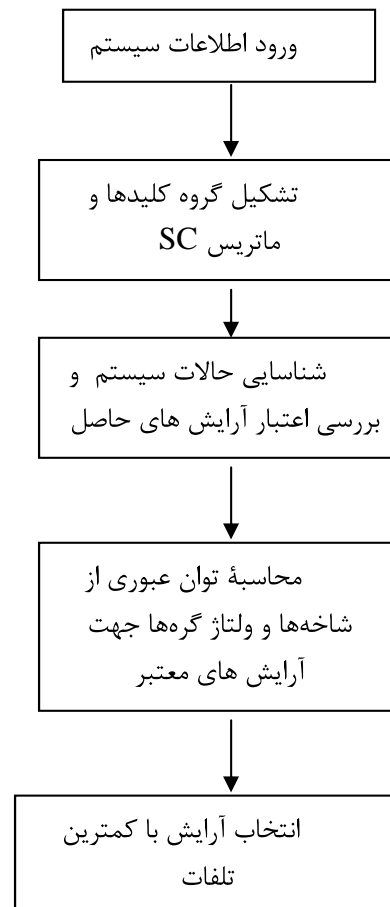 ورود اطلاعات سیستم
تشکیل گروه کلیدها و
ماتریس SC
شناسایی حالات سیستم و
بررسی اعتبار آرایش های حاصل
محاسبۀ توان عبوری از
شاخه‌ها و ولتاژ گره‌ها جهت
آرایش های معتبر
انتخاب آرایش با کمترین
تلفات